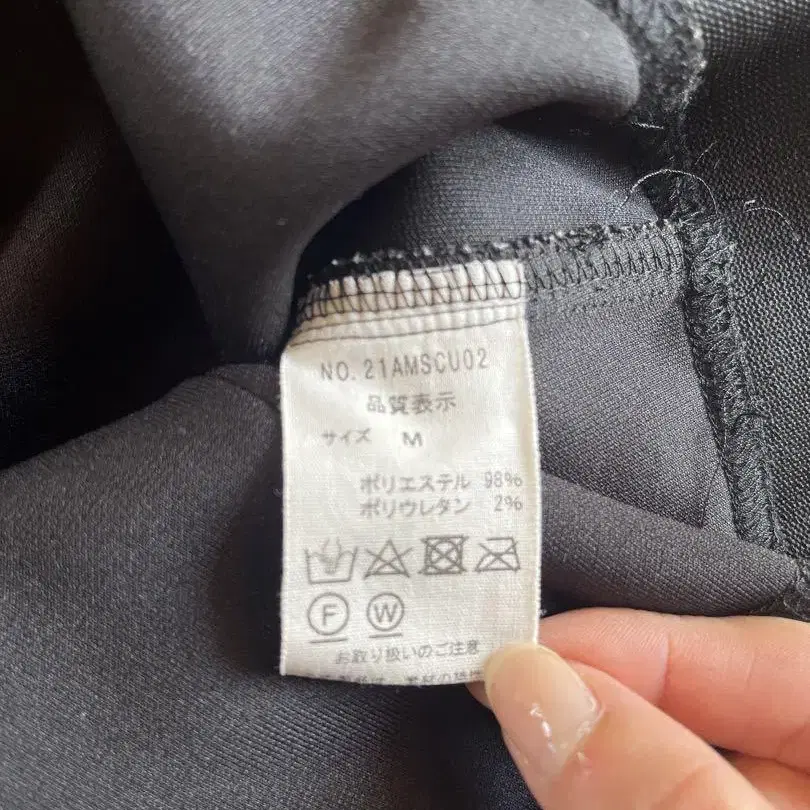 NO. 21AMSCU02
品質表示
サイズ M
ポリエステル 98%
ポリウレタン 2%
F W
お取り扱いのご注意